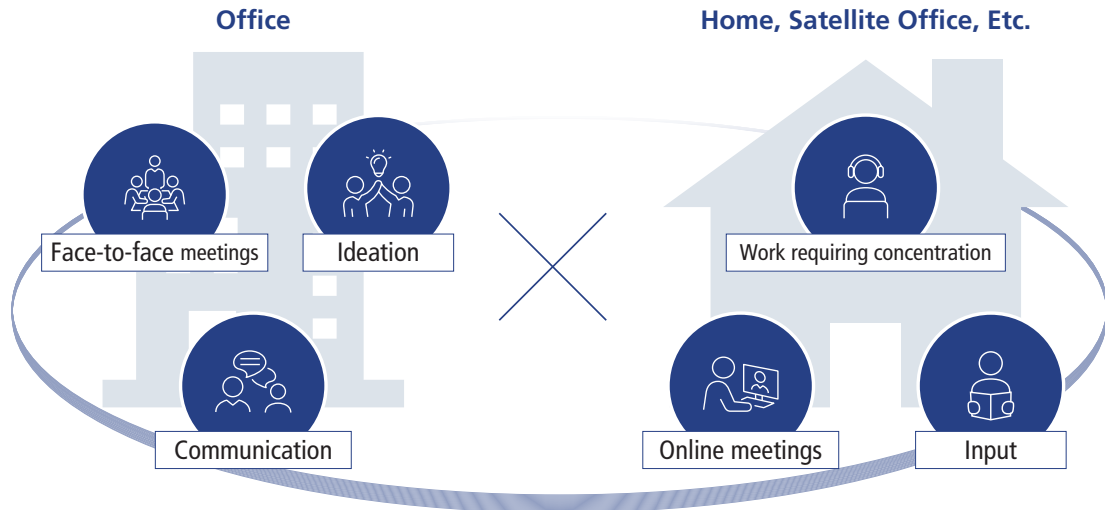 Office
Face-to-face meetings
Ideation
Communication
Home, Satellite Office, Etc.
Work requiring concentration
Online meetings
Input